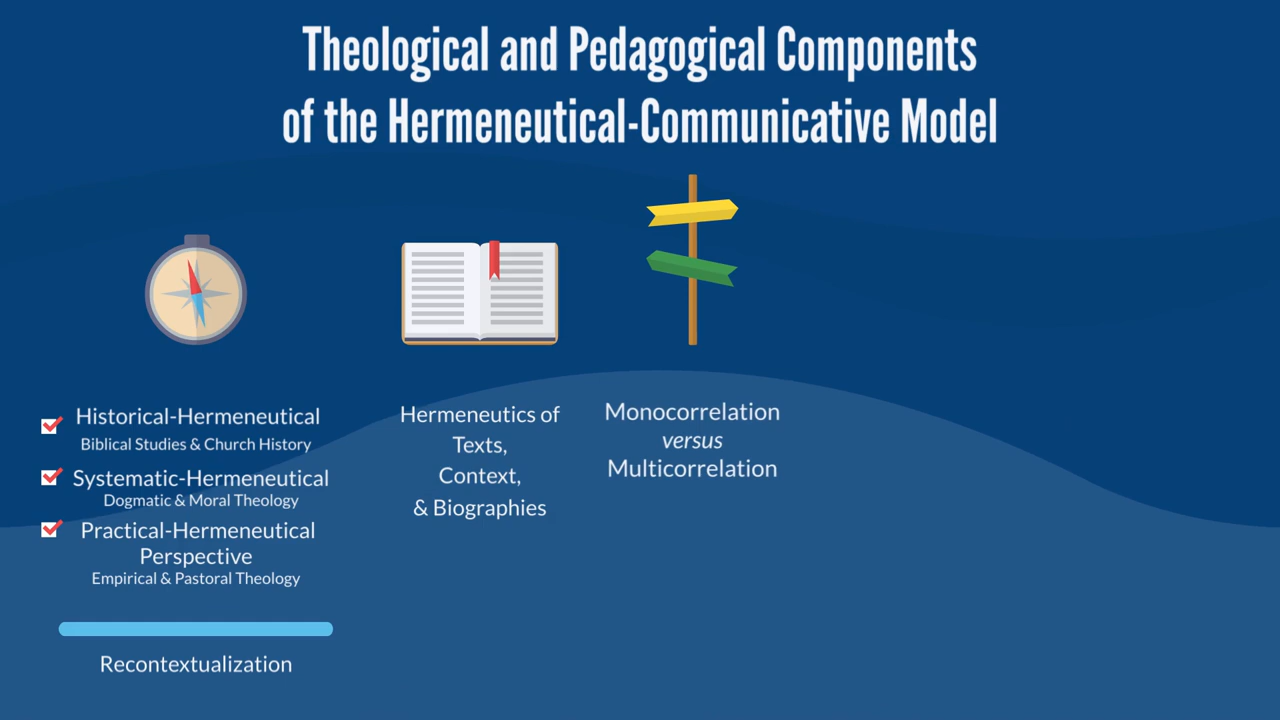 Theological and Pedagogical Components
of the Hermeneutical-Communicative Model
Historical-Hermeneutical
Biblical Studies & Church History
Systematic-Hermeneutical
Dogmatic & Moral Theology
Practical-Hermeneutical
Perspective
Empirical & Pastoral Theology
Recontextualization
Hermeneutics of
Texts,
Context,
& Biographies
Monocorrelation
versus
Multicorrelation